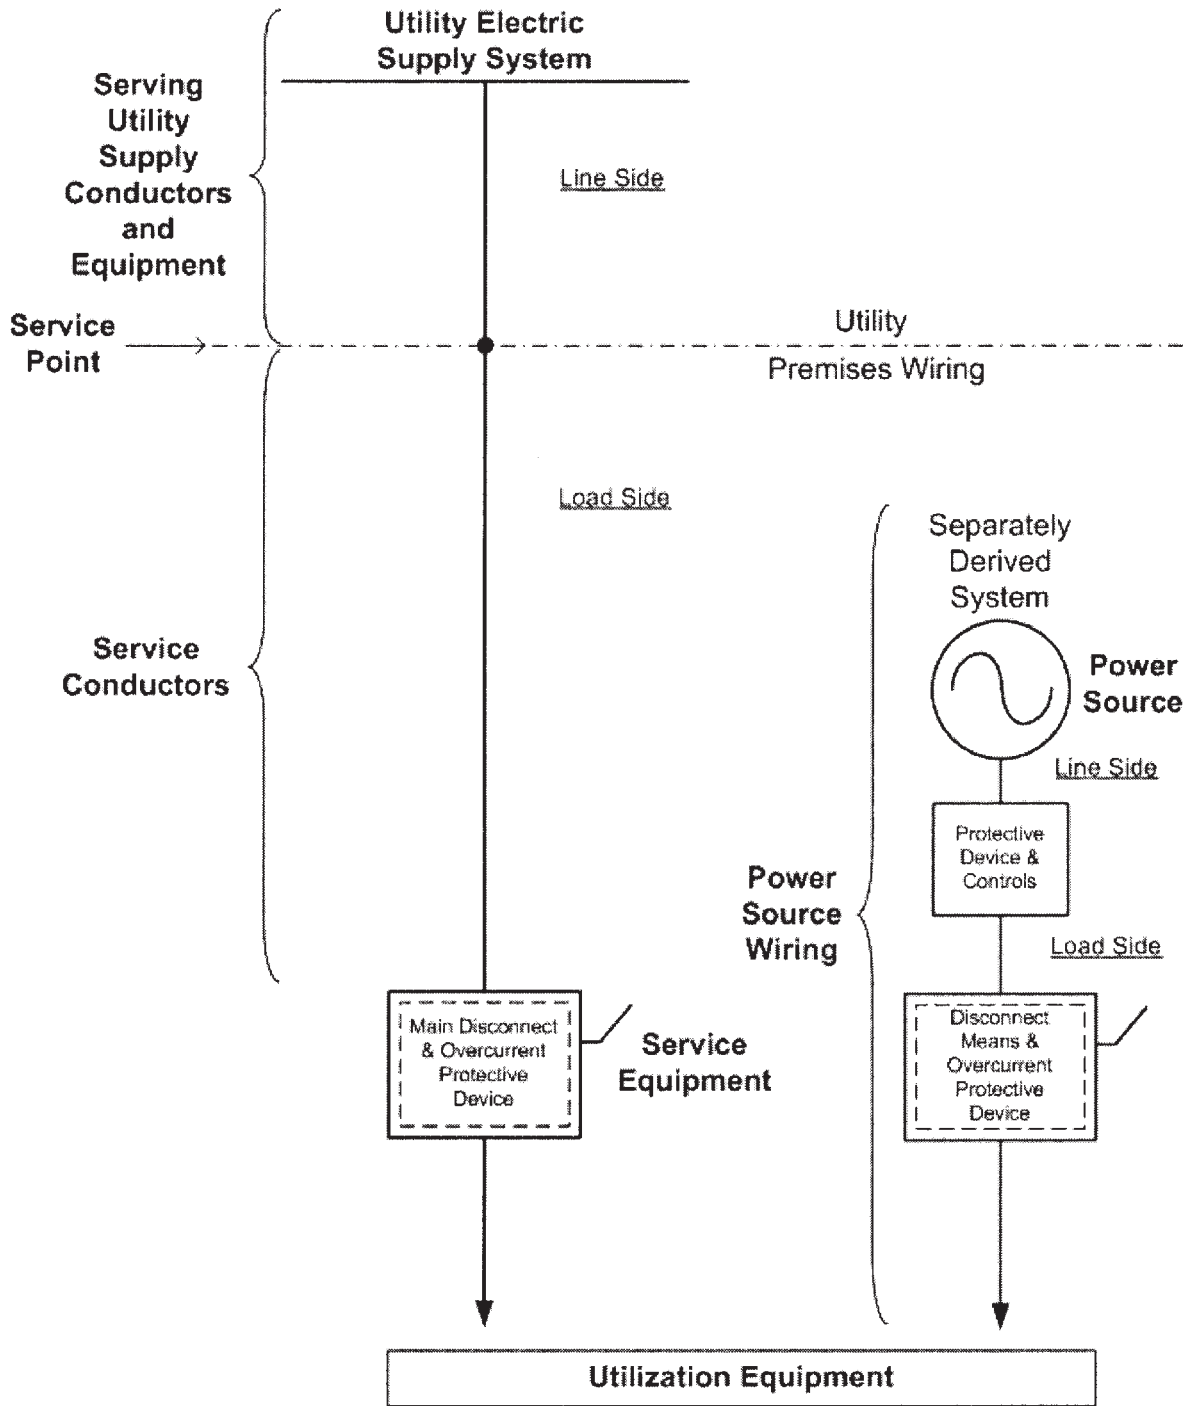 Utility Electric
Supply System
Serving
Utility
Supply
Conductors
and
Equipment
Line Side
Service
Point
Utility
Premises Wiring
Load Side
Separately
Derived
System
Service
Conductors
Power
Source
Line Side
Protective
Device &
Controls
Power
Source
Wiring
Load Side
Main Disconnect
& Overcurrent
Protective
Device
Service
Equipment
Disconnect
Means &
Overcurrent
Protective
Device
Utilization Equipment